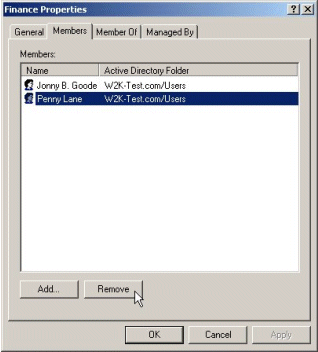 Finance Properties
General Members Member Of Managed By
Members:
Name Active Directory Folder
Jonny B. Goode W2K-Test.com/Users
Penny Lane W2K-Test.com/Users
Add... Remove
OK Cancel Apply